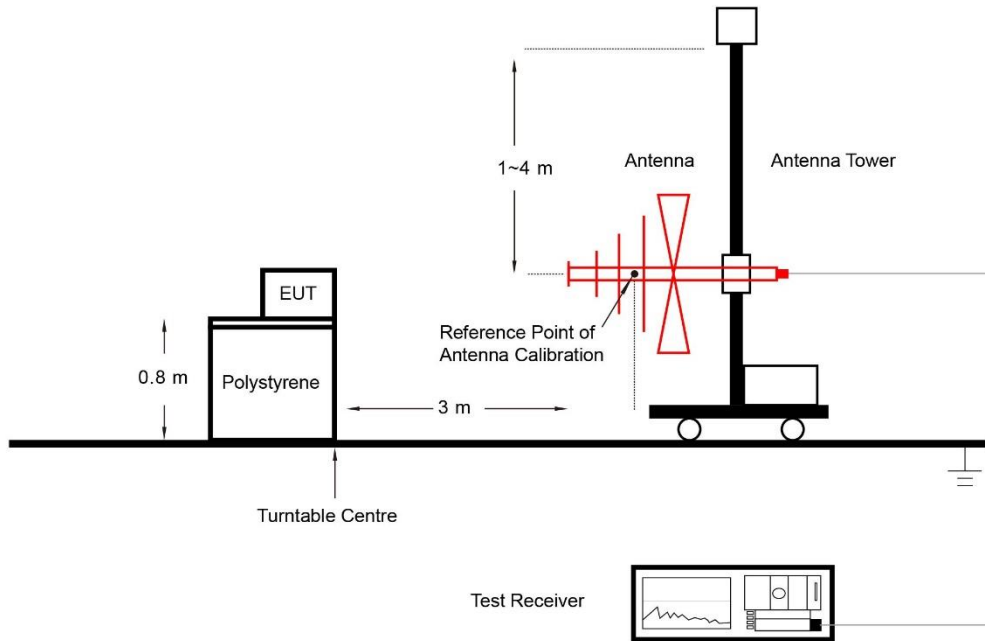 1~4 m
Antenna
Antenna Tower
EUT
Reference Point of
Antenna Calibration
0.8 m
Polystyrene
3 m
Turntable Centre
Test Receiver